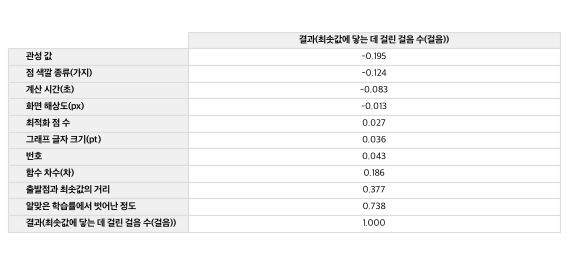 결과(최솟값에 닿는 데 걸린 걸음 수(걸음))
관성 값 -0.195
점 색깔 종류(가지) -0.124
계산 시간(초) -0.083
화면 해상도(px) -0.013
최적화 점 수 0.027
그래프 글자 크기(pt) 0.036
번호 0.043
함수 차수(차) 0.186
출발점과 최솟값의 거리 0.377
알맞은 학습률에서 벗어난 정도 0.738
결과(최솟값에 닿는 데 걸린 걸음 수(걸음)) 1.000